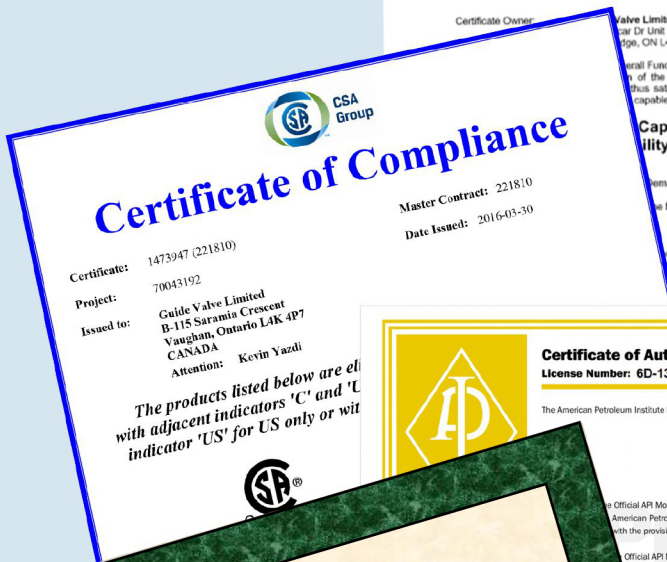 Certificate Owner:
Valve Limit
car Dr Unit
dge, ON L
erall Func
n of the
thus sat
capable
Cap
ility
CSA
Group
Certificate of Compliance
Certificate: 1473947 (221810)
Master Contract: 221810
Project: 70043192
Date Issued: 2016-03-30
Issued to: Guide Valve Limited
B-115 Saramia Crescent
Vaughan, Ontario L4K 4P7
CANADA
Attention: Kevin Yazdi
The products listed below are eli
with adjacent indicators 'C' and 'U
indicator 'US' for US only or wit
Certificate of Aut
License Number: 6D-13
The American Petroleum Institute
e Official API Mo
American Petro
with the provisi
Official API